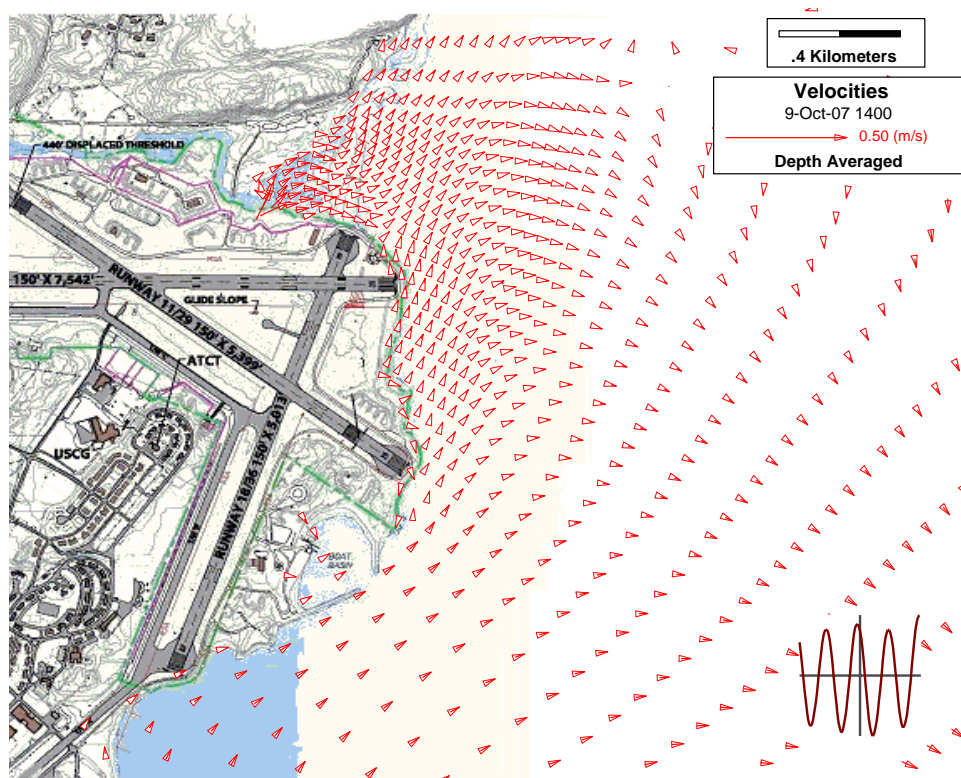 .4 Kilometers
Velocities
9-Oct-07 1400
0.50 (m/s)
Depth Averaged
440' DISPLACED THRESHOLD
150' X 7,542'
RUNWAY 11/29 150' X 5,399'
GLIDE SLOPE
ATCT
USCG
RUNWAY 18/36 150' X 5,013'
BOAT
BASIN